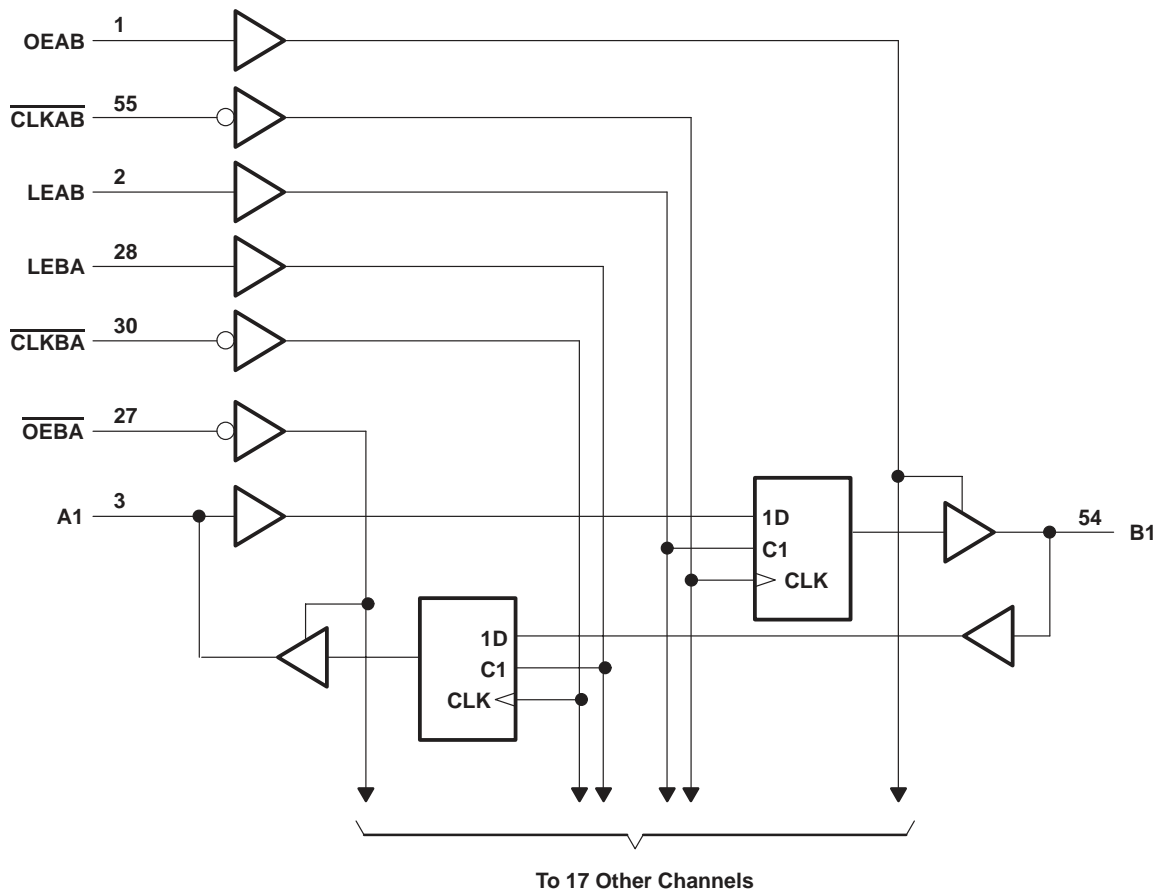 OEAB 1
CLKAB 55
LEAB 2
LEBA 28
CLKBA 30
OEBA 27
A1 3
1D
C1
CLK
54 B1
1D
C1
CLK
To 17 Other Channels